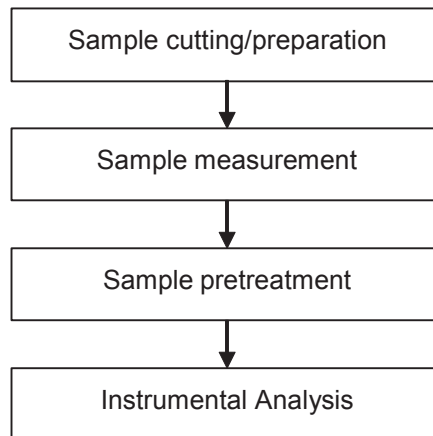 Sample cutting/preparation
Sample measurement
Sample pretreatment
Instrumental Analysis